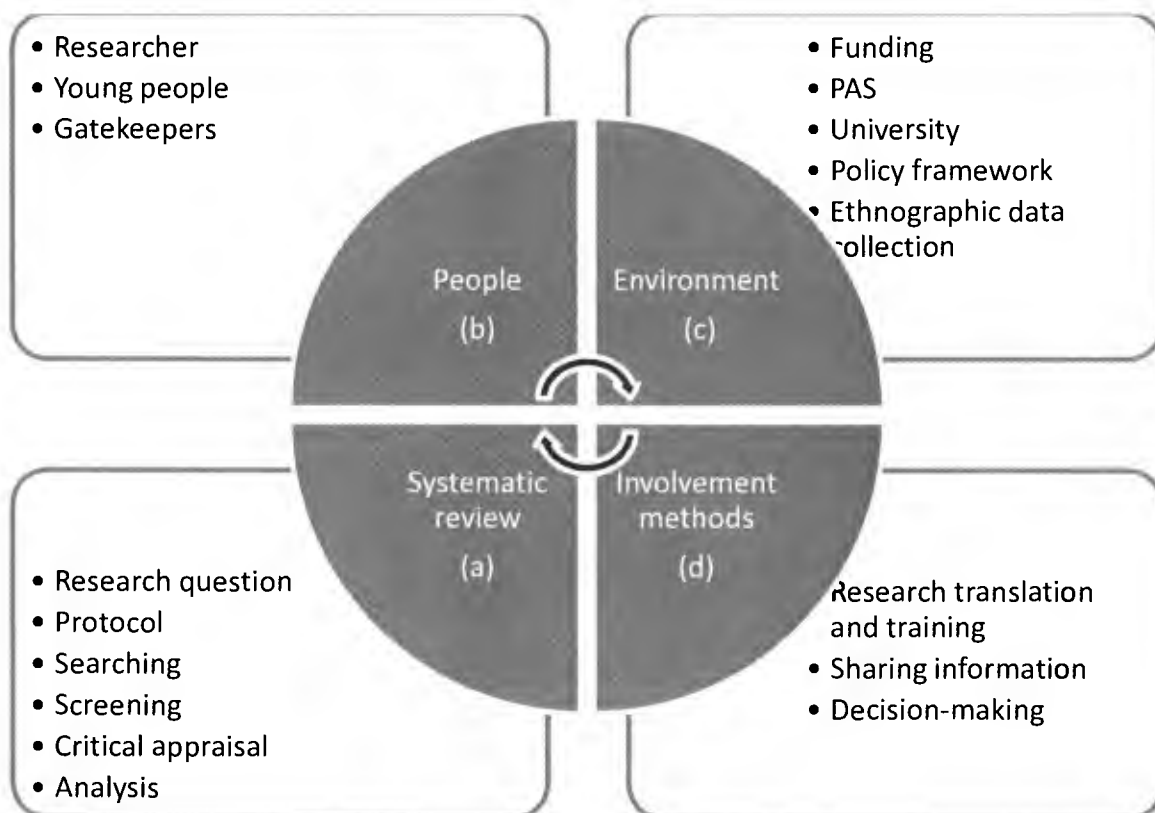 • Researcher
• Young people
• Gatekeepers
• Funding
• PAS
• University
• Policy framework
• Ethnographic data
ollection
People
(b)
Environment
(c)
Systematic
review
(a)
Involvement
methods
(d)
• Research question
• Protocol
• Searching
• Screening
• Critical appraisal
• Analysis
Research translation
and training
• Sharing information
• Decision-making